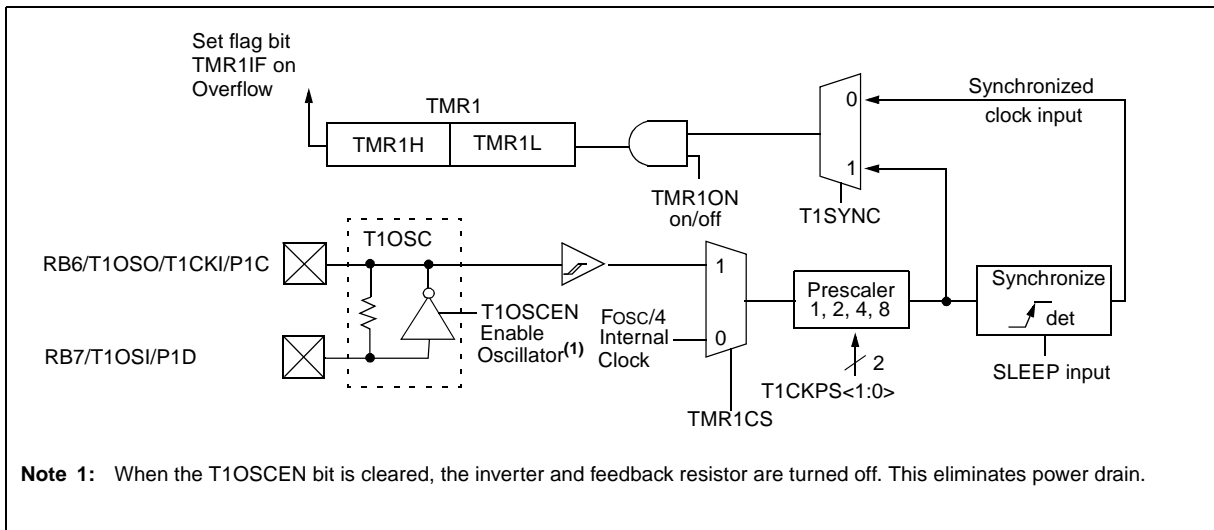 Set flag bit
TMR1IF on
Overflow
TMR1
TMR1H
TMR1L
TMR1ON
on/off
0
1
T1SYNC
Synchronized
clock input
T1OSC
RB6/T1OSO/T1CKI/P1C
RB7/T1OSI/P1D
T1OSCEN
Enable
Oscillator(1)
FOSC/4
Internal
Clock
1
0
TMR1CS
Prescaler
1, 2, 4, 8
2
T1CKPS<1:0>
Synchronize
det
SLEEP input
Note 1: When the T1OSCEN bit is cleared, the inverter and feedback resistor are turned off. This eliminates power drain.